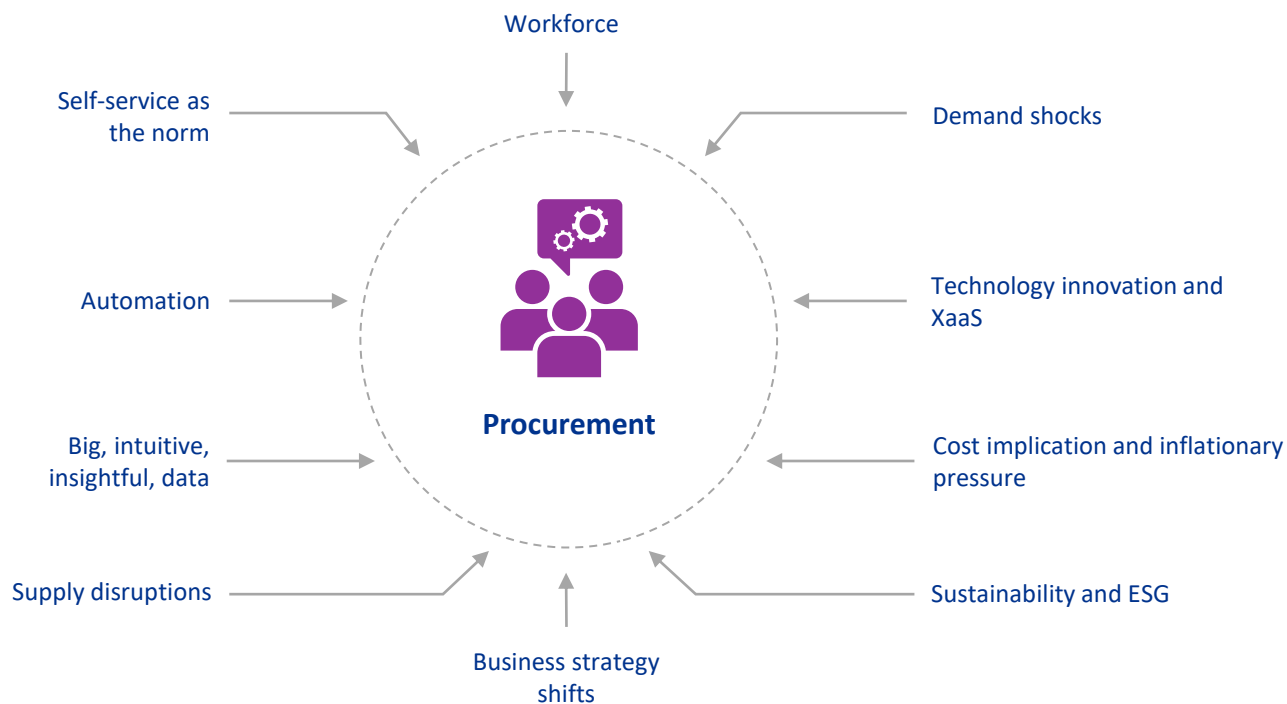 Workforce
Self-service as
the norm
Demand shocks
Automation
Technology innovation and
XaaS
Procurement
Big, intuitive,
insightful, data
Cost implication and inflationary
pressure
Supply disruptions
Sustainability and ESG
Business strategy
shifts